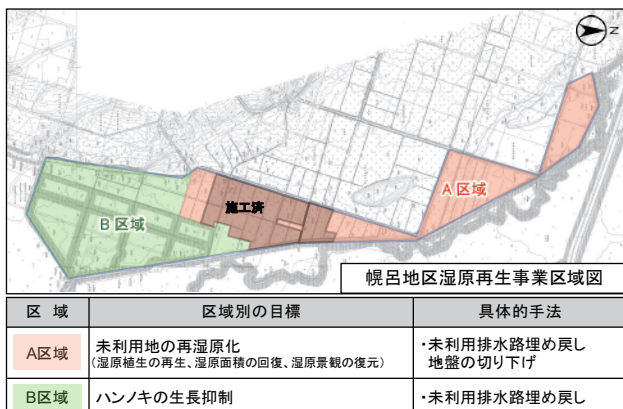 N
A区域
施工済
B区域
幌呂地区湿原再生事業区域図
区 域
区域別の目標
具体的手法
A区域
未利用地の再湿原化
(湿原植生の再生、湿原面積の回復、湿原景観の復元)
・未利用排水路埋め戻し
地盤の切り下げ
B区域
ハンノキの生長抑制
・未利用排水路埋め戻し